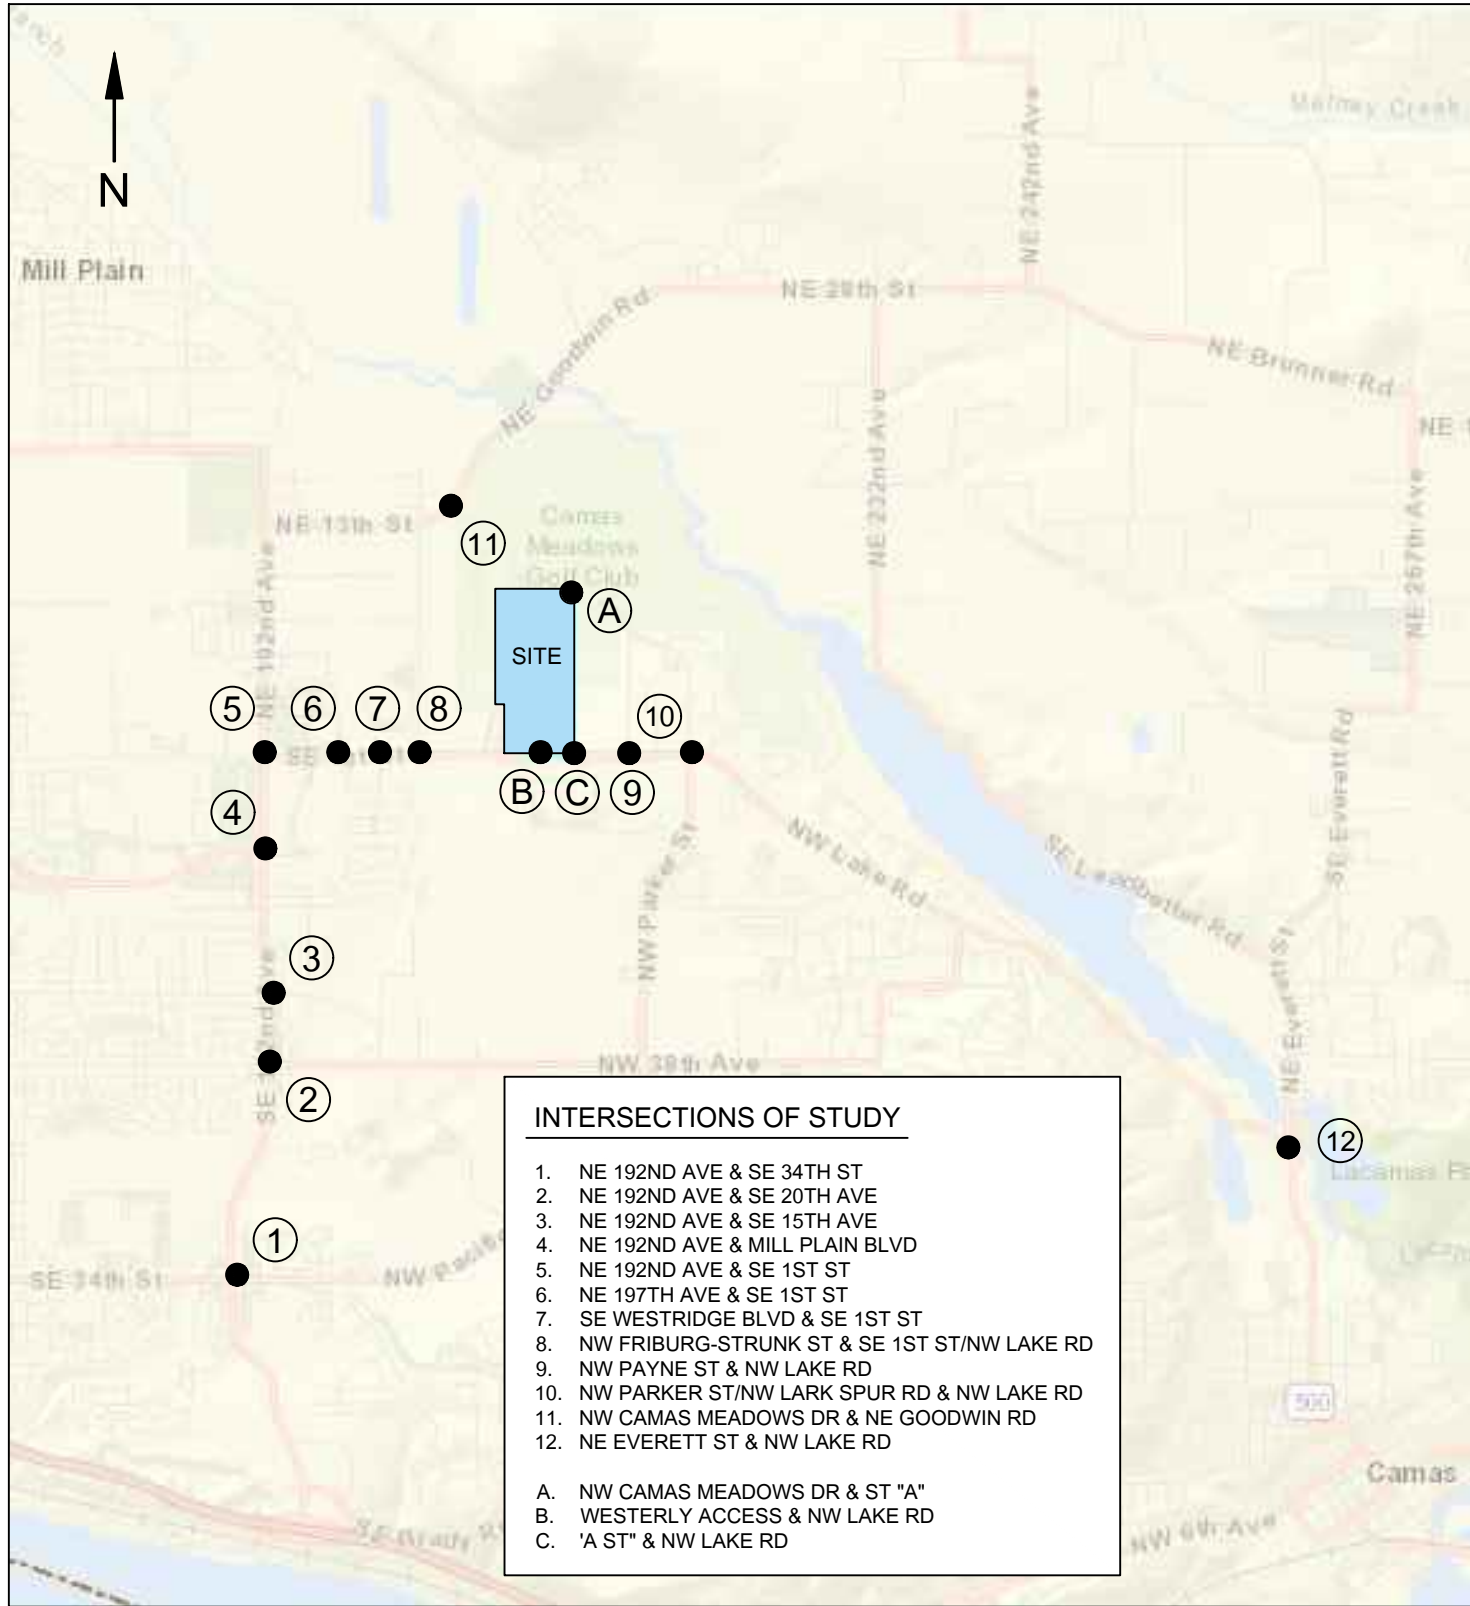 N
Mill Plain
NE 242nd Ave
NE 28th St
NE Goodwin Rd
NE Brunner Rd
NE 232nd Ave
NE 1
NE 267th Ave
NE 13th St
11
Camas
Meadows
Golf Club
NE 192nd Ave
A
SITE
5
6
7
8
10
B
C
9
4
NW Lake Rd
NW Parker St
SE Leadbetter Rd
SE Everett Rd
NE Everett St
3
2
NW 38th Ave
12
1
SE 34th St
NW Pacific
500
Camas
NW 6th Ave
SE Brady R
INTERSECTIONS OF STUDY
1. NE 192ND AVE & SE 34TH ST
2. NE 192ND AVE & SE 20TH AVE
3. NE 192ND AVE & SE 15TH AVE
4. NE 192ND AVE & MILL PLAIN BLVD
5. NE 192ND AVE & SE 1ST ST
6. NE 197TH AVE & SE 1ST ST
7. SE WESTRIDGE BLVD & SE 1ST ST
8. NW FRIBURG-STRUNK ST & SE 1ST ST/NW LAKE RD
9. NW PAYNE ST & NW LAKE RD
10. NW PARKER ST/NW LARK SPUR RD & NW LAKE RD
11. NW CAMAS MEADOWS DR & NE GOODWIN RD
12. NE EVERETT ST & NW LAKE RD
A. NW CAMAS MEADOWS DR & ST "A"
B. WESTERLY ACCESS & NW LAKE RD
C. 'A ST" & NW LAKE RD